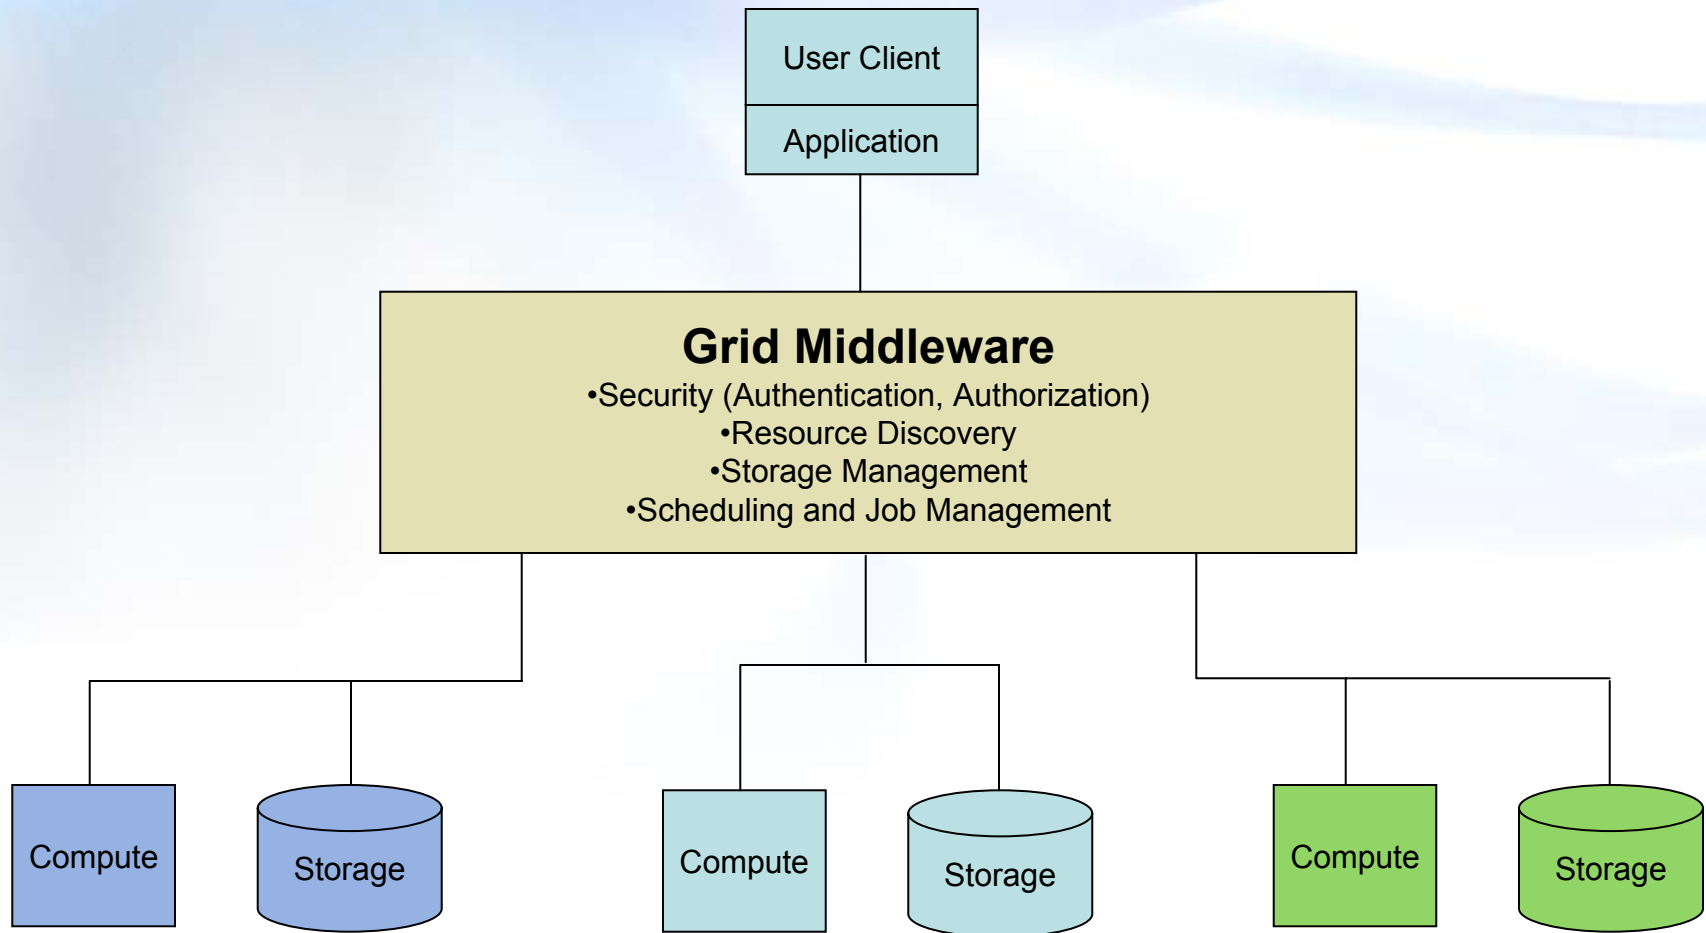 User Client
Application
Grid Middleware
•Security (Authentication, Authorization)
•Resource Discovery
•Storage Management
•Scheduling and Job Management
Compute
Storage
Compute
Storage
Compute
Storage